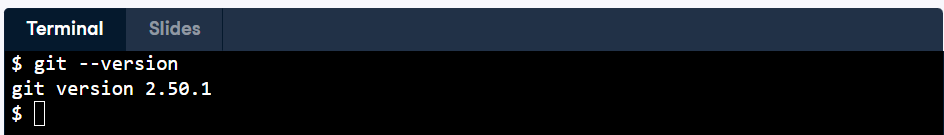 Terminal Slides
$ git --version
git version 2.50.1
$